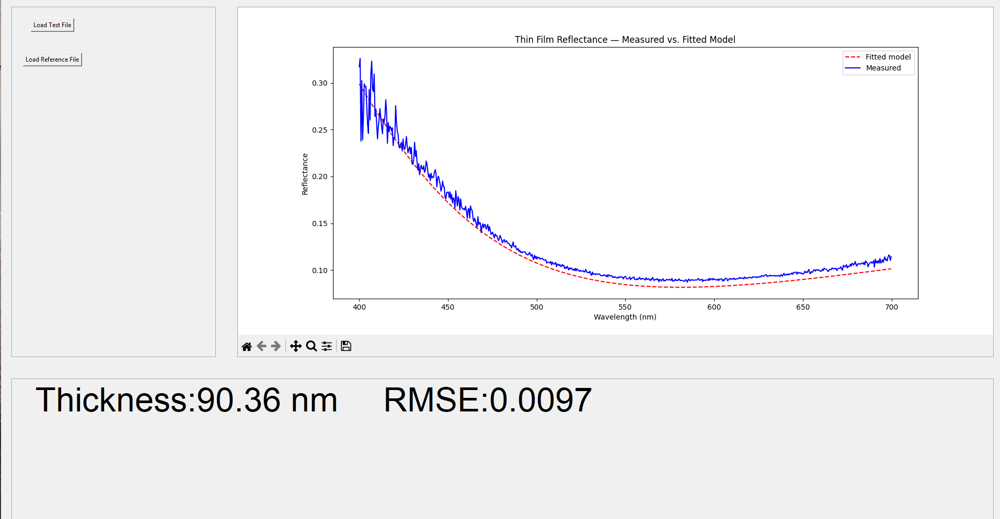 Load Test File
Load Reference File
Thin Film Reflectance — Measured vs. Fitted Model
Fitted model
Measured
0.30
0.25
0.20
0.15
0.10
Reflectance
400 450 500 550 600 650 700
Wavelength (nm)
Thickness:90.36 nm RMSE:0.0097